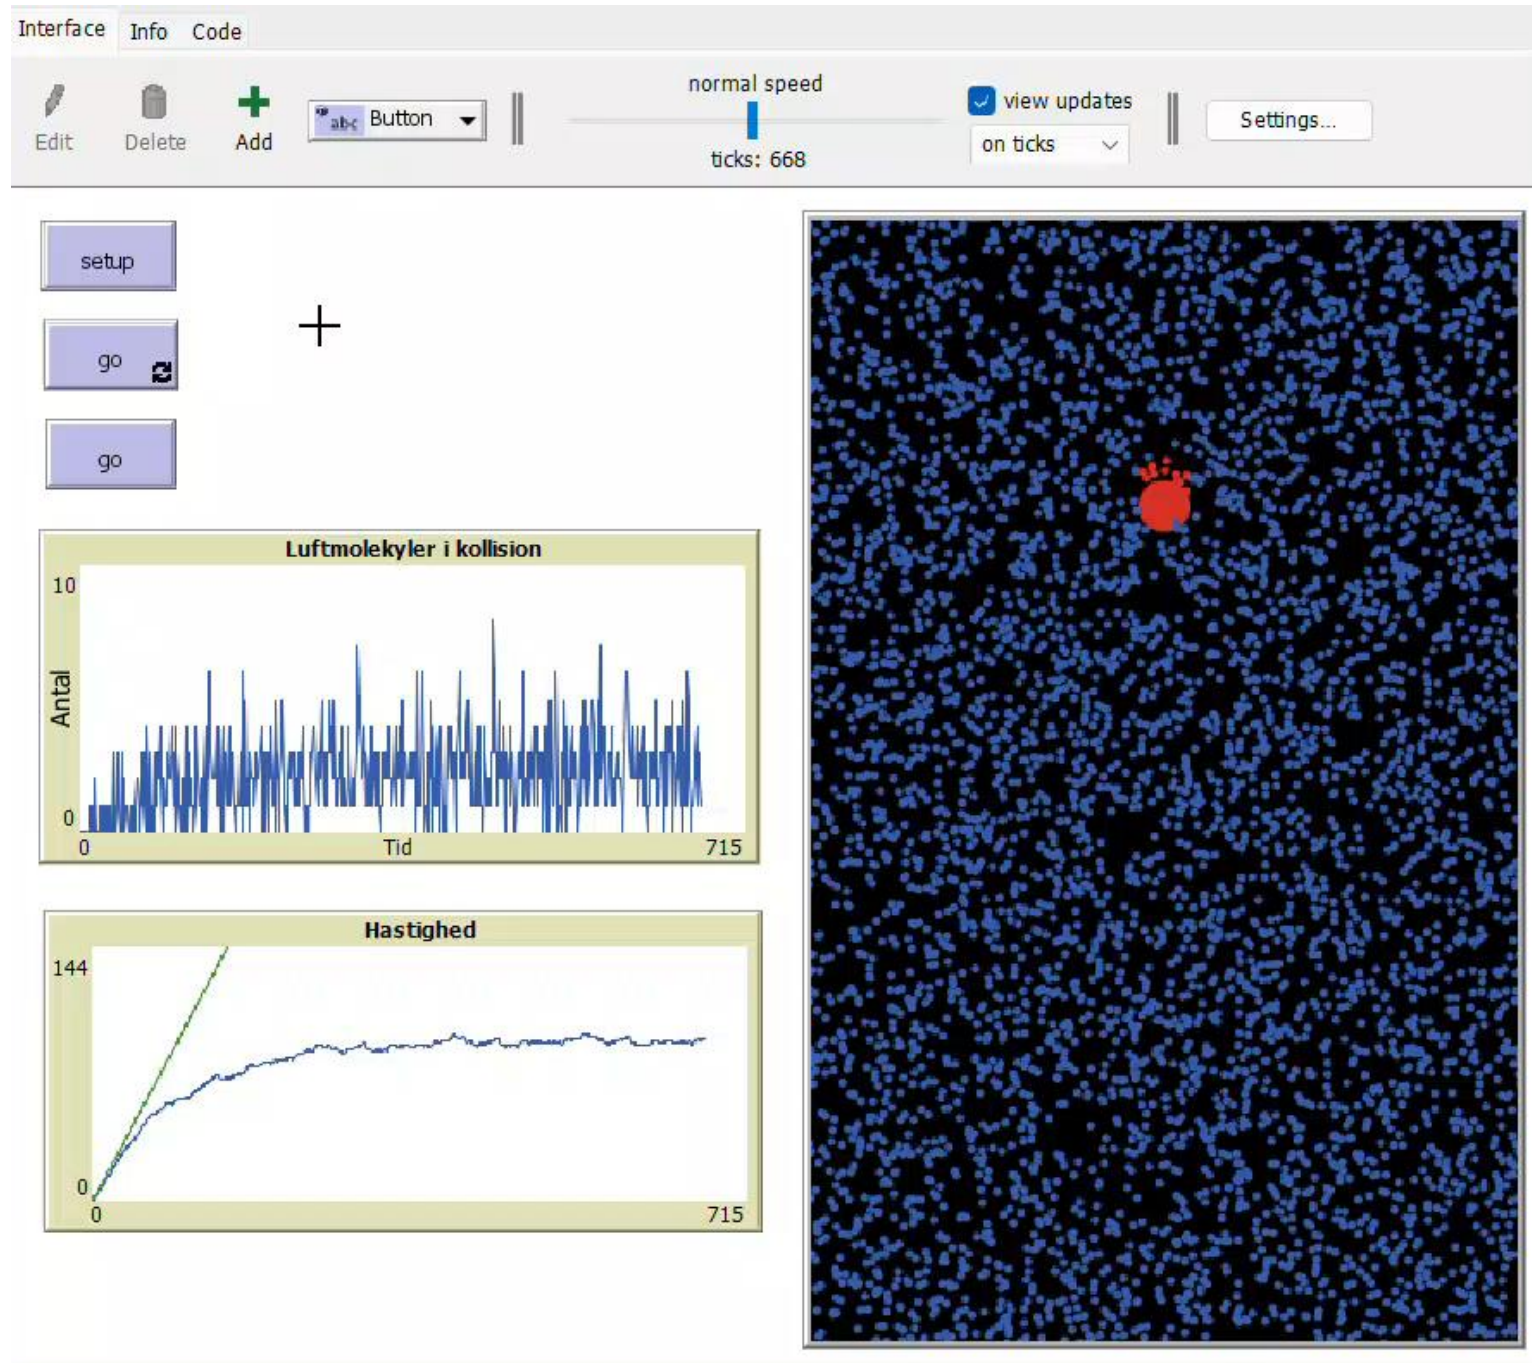 Interface Info Code
Edit
Delete
Add
abc Button
normal speed
ticks: 668
view updates
on ticks
Settings...
setup
go
go
Luftmolekyler i kollision
10
Antal
0
0
Tid
715
Hastighed
144
0
0
715